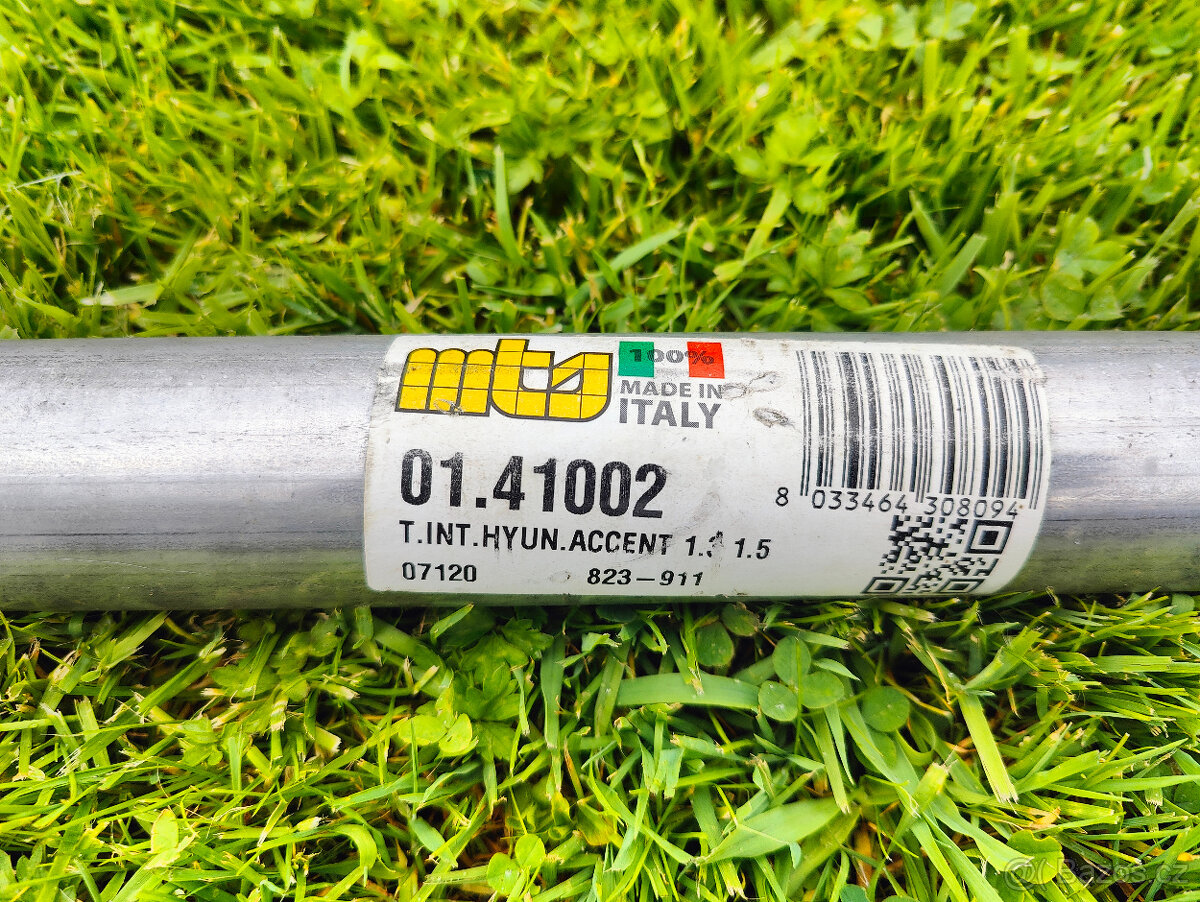 mts
100%
MADE IN
ITALY
01.41002
T.INT.HYUN.ACCENT 1.3 1.5
07120 823-911
8 033464 308094
Bazos.cz